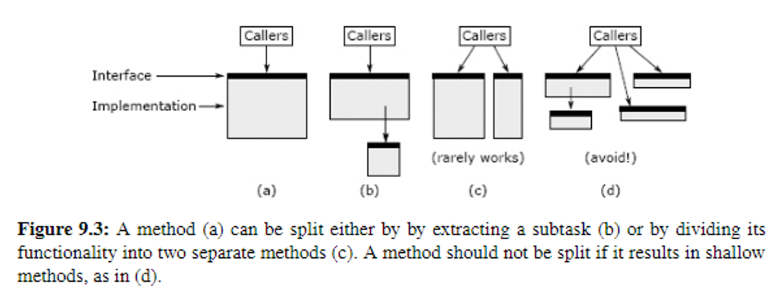 Callers Callers Callers Callers
Interface
Implementation
(rarely works) (avoid!)
(a) (b) (c) (d)
Figure 9.3: A method (a) can be split either by by extracting a subtask (b) or by dividing its
functionality into two separate methods (c). A method should not be split if it results in shallow
methods, as in (d).